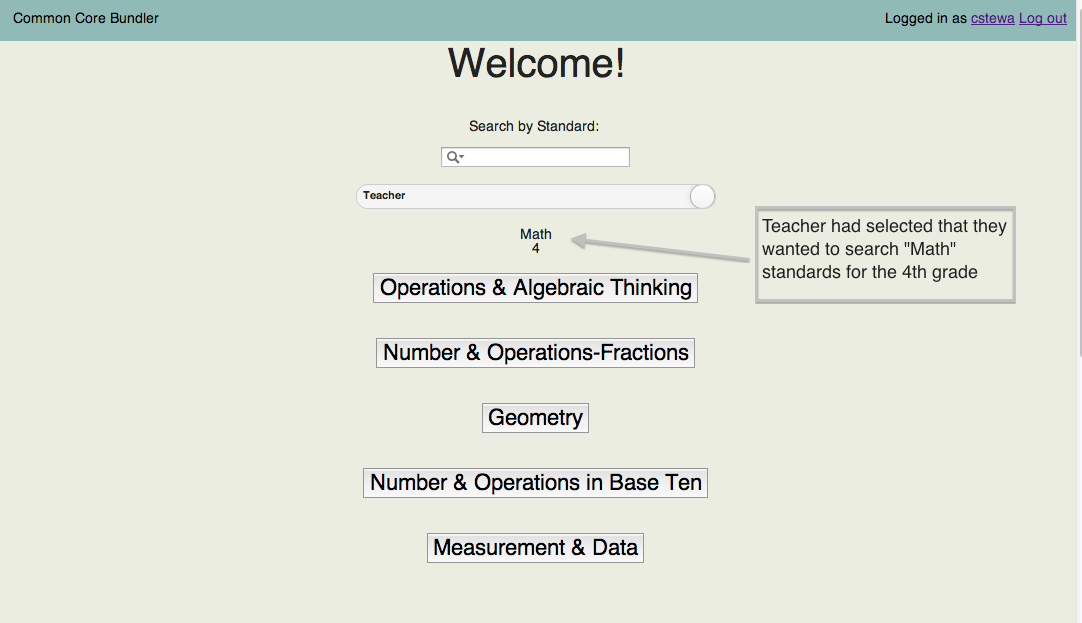 Common Core Bundler
Logged in as cstewa Log out
Welcome!
Search by Standard:
Teacher
Math
4
Teacher had selected that they
wanted to search "Math"
standards for the 4th grade
Operations & Algebraic Thinking
Number & Operations-Fractions
Geometry
Number & Operations in Base Ten
Measurement & Data